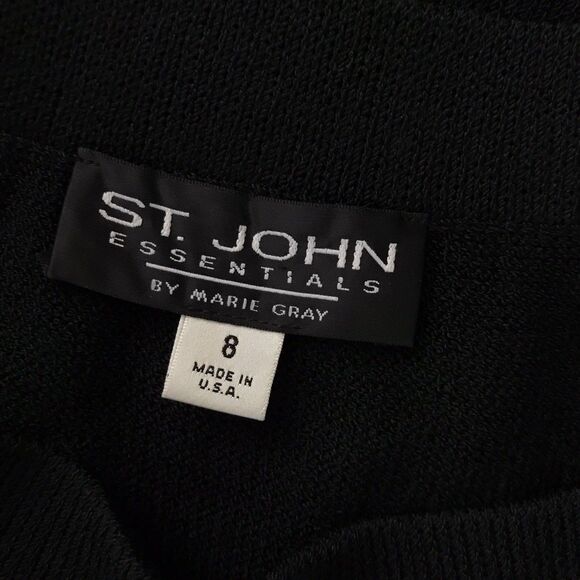 ST. JOHN
ESSENTIALS
BY MARIE GRAY
8
MADE IN
U.S.A.